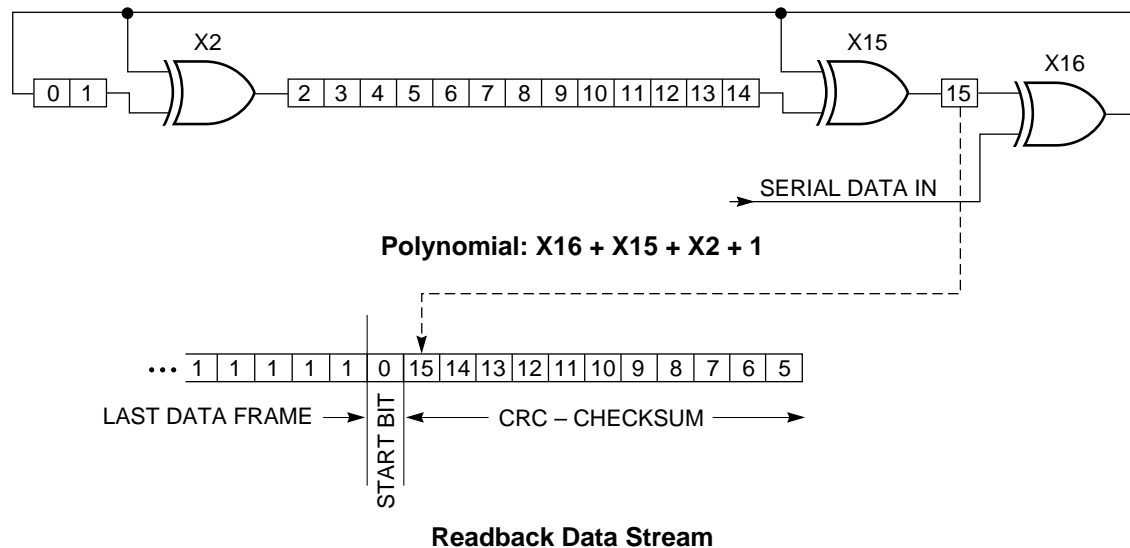 X2
X15
X16
0 1
2 3 4 5 6 7 8 9 10 11 12 13 14
15
SERIAL DATA IN
Polynomial: X16 + X15 + X2 + 1
••• 1 1 1 1 1 0 15 14 13 12 11 10 9 8 7 6 5
LAST DATA FRAME
START BIT
CRC – CHECKSUM
Readback Data Stream